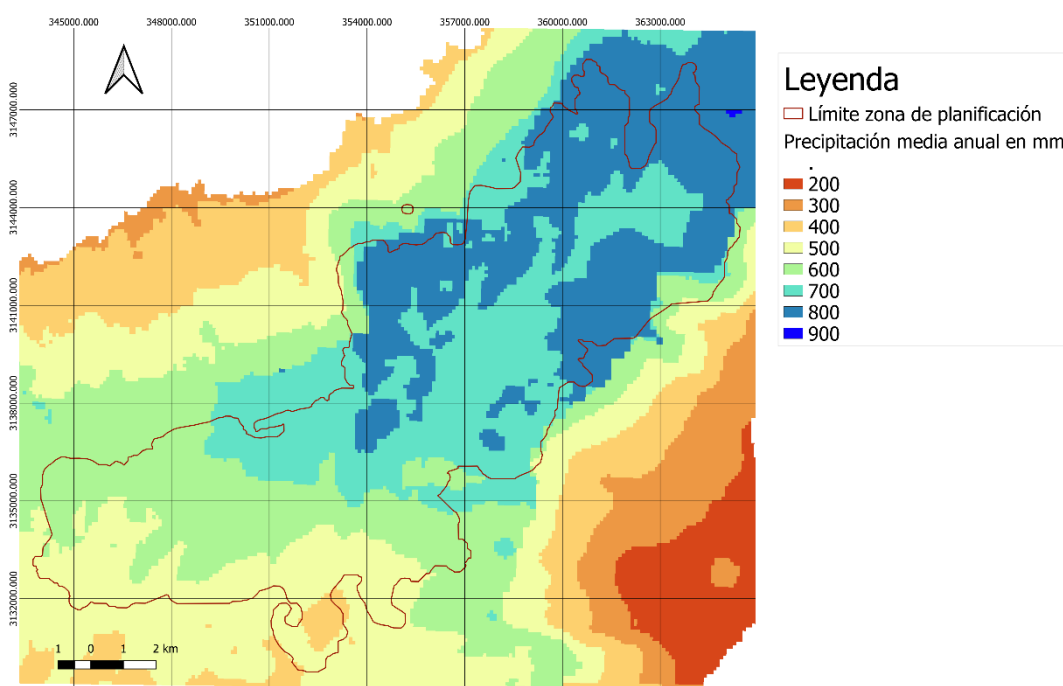 345000.000 348000.000 351000.000 354000.000 357000.000 360000.000 363000.000
3147000.000
3144000.000
3141000.000
3138000.000
3135000.000
3132000.000
1 0 1 2 km
Leyenda
Límite zona de planificación
Precipitación media anual en mm
200
300
400
500
600
700
800
900